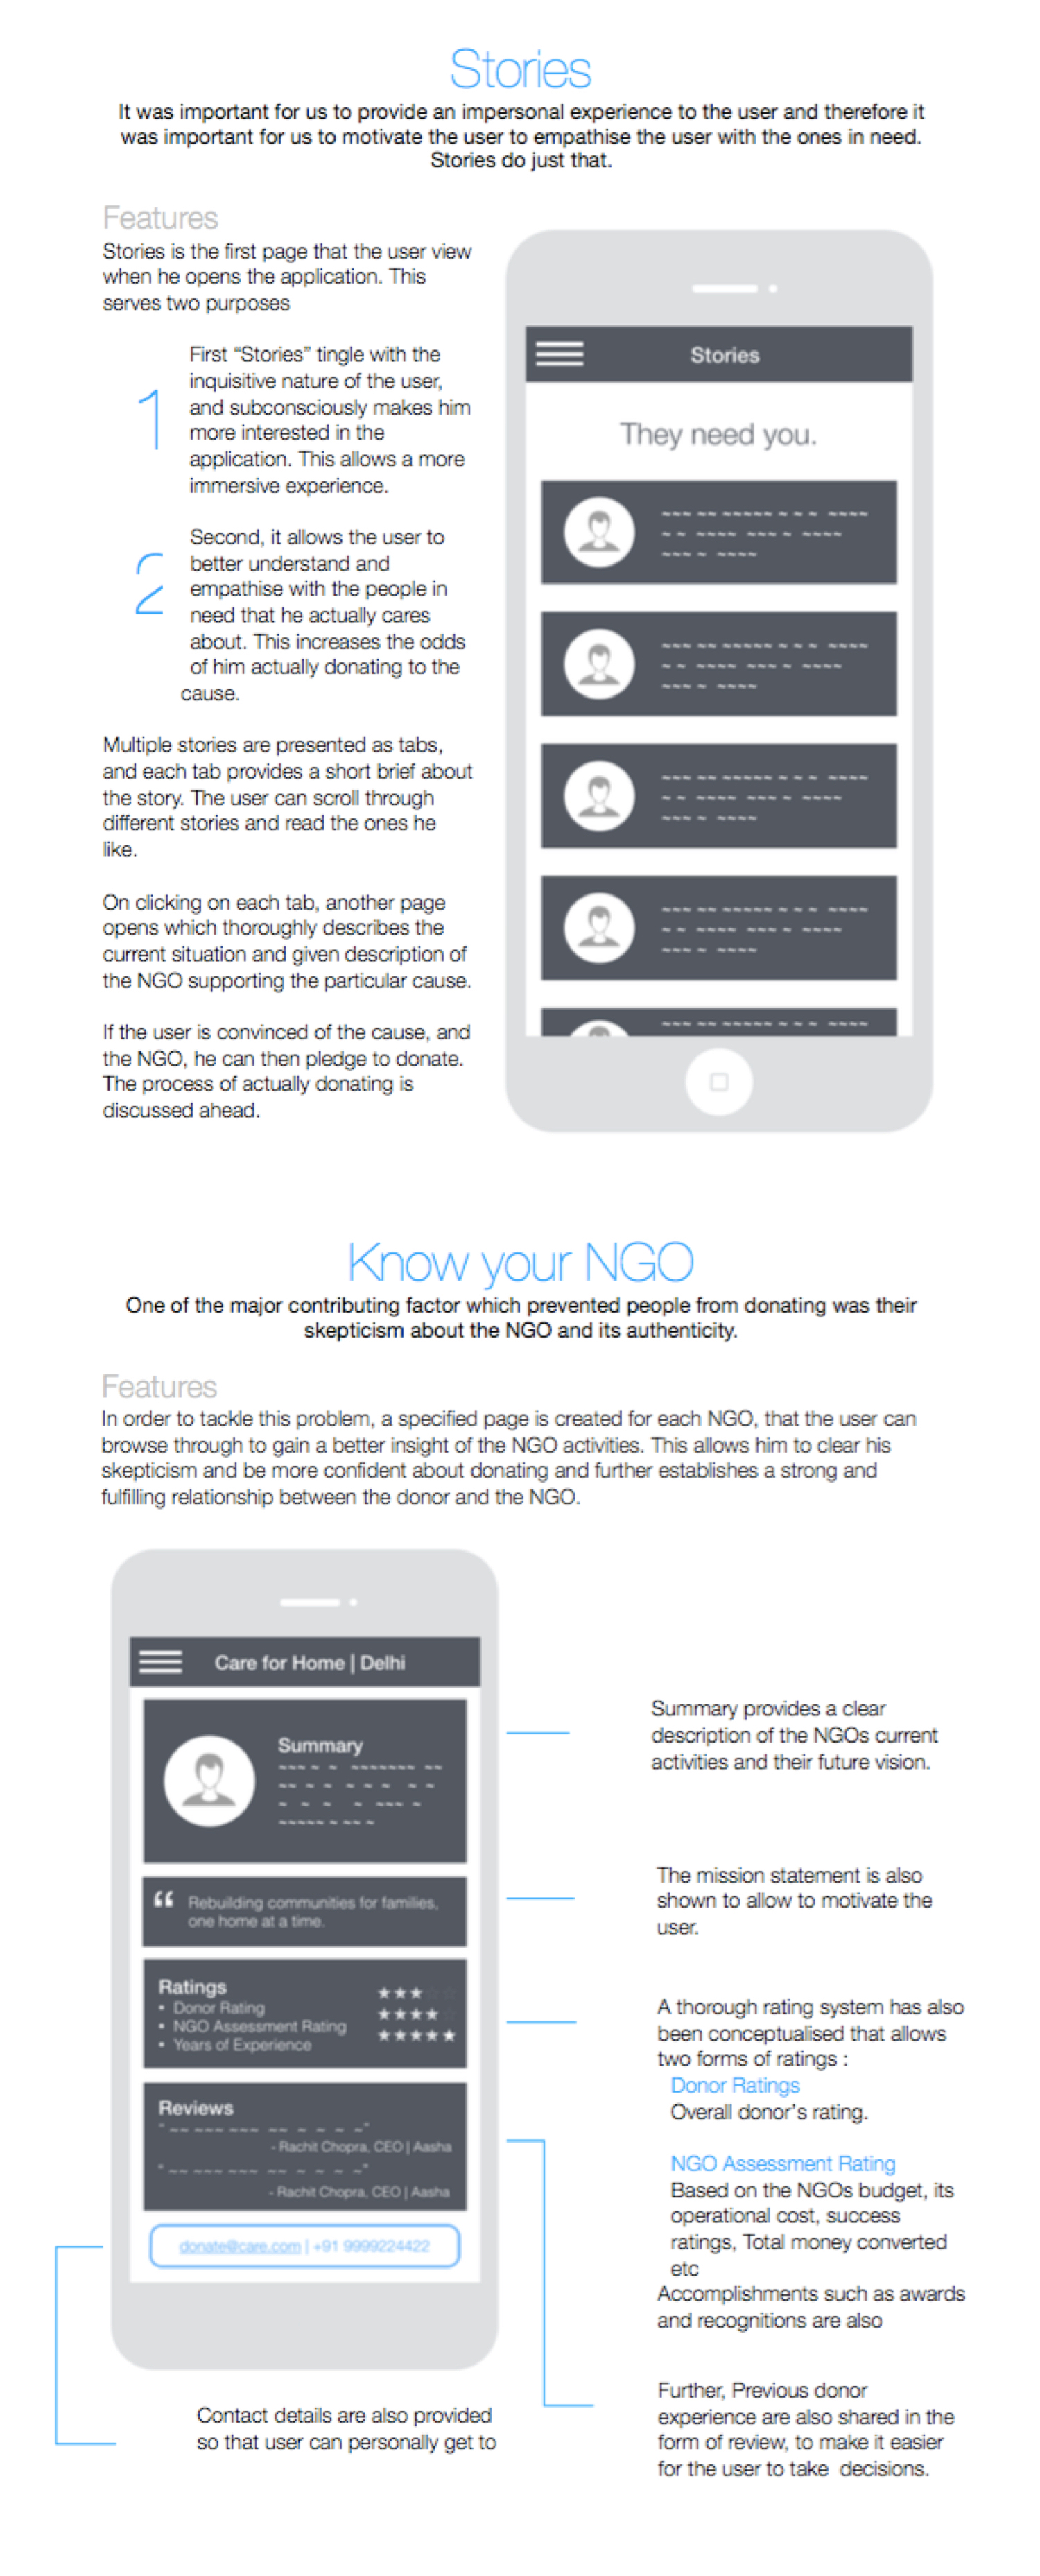 Stories
It was important for us to provide an impersonal experience to the user and therefore it
was important for us to motivate the user to empathise the user with the ones in need.
Stories do just that.
Features
Stories is the first page that the user view
when he opens the application. This
serves two purposes
1
First “Stories” tingle with the
inquisitive nature of the user,
and subconsciously makes him
more interested in the
application. This allows a more
immersive experience.
2
Second, it allows the user to
better understand and
empathise with the people in
need that he actually cares
about. This increases the odds
of him actually donating to the
cause.
Multiple stories are presented as tabs,
and each tab provides a short brief about
the story. The user can scroll through
different stories and read the ones he
like.
On clicking on each tab, another page
opens which thoroughly describes the
current situation and given description of
the NGO supporting the particular cause.
If the user is convinced of the cause, and
the NGO, he can then pledge to donate.
The process of actually donating is
discussed ahead.
Stories
They need you.
Know your NGO
One of the major contributing factor which prevented people from donating was their
skepticism about the NGO and its authenticity.
Features
In order to tackle this problem, a specified page is created for each NGO, that the user can
browse through to gain a better insight of the NGO activities. This allows him to clear his
skepticism and be more confident about donating and further establishes a strong and
fulfilling relationship between the donor and the NGO.
Care for Home | Delhi
Summary
“ Rebuilding communities for families,
one home at a time.
Ratings
• Donor Rating
• NGO Assessment Rating
• Years of Experience
Reviews
- Rachit Chopra, CEO | Aasha
- Rachit Chopra, CEO | Aasha
donate@care.com | +91 9999224422
Summary provides a clear
description of the NGOs current
activities and their future vision.
The mission statement is also
shown to allow to motivate the
user.
A thorough rating system has also
been conceptualised that allows
two forms of ratings :
Donor Ratings
Overall donor's rating.
NGO Assessment Rating
Based on the NGOs budget, its
operational cost, success
ratings, Total money converted
etc
Accomplishments such as awards
and recognitions are also
Further, Previous donor
experience are also shared in the
form of review, to make it easier
for the user to take decisions.
Contact details are also provided
so that user can personally get to